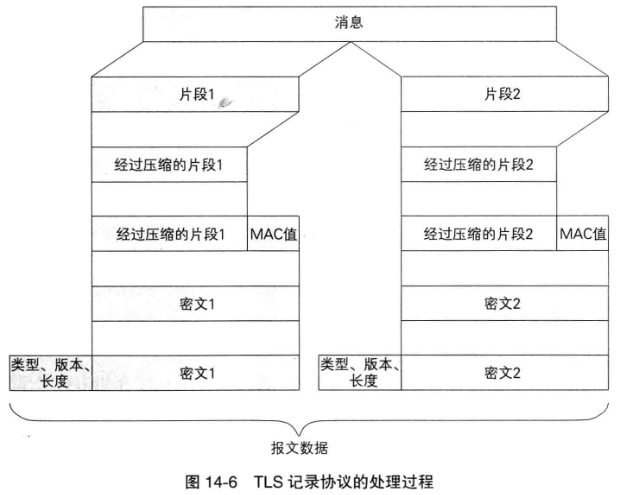 消息
片段1
片段2
经过压缩的片段1
经过压缩的片段2
经过压缩的片段1 MAC值
经过压缩的片段2 MAC值
密文1
密文2
类型、版本、
长度
密文1
类型、版本、
长度
密文2
报文数据
图 14-6 TLS 记录协议的处理过程